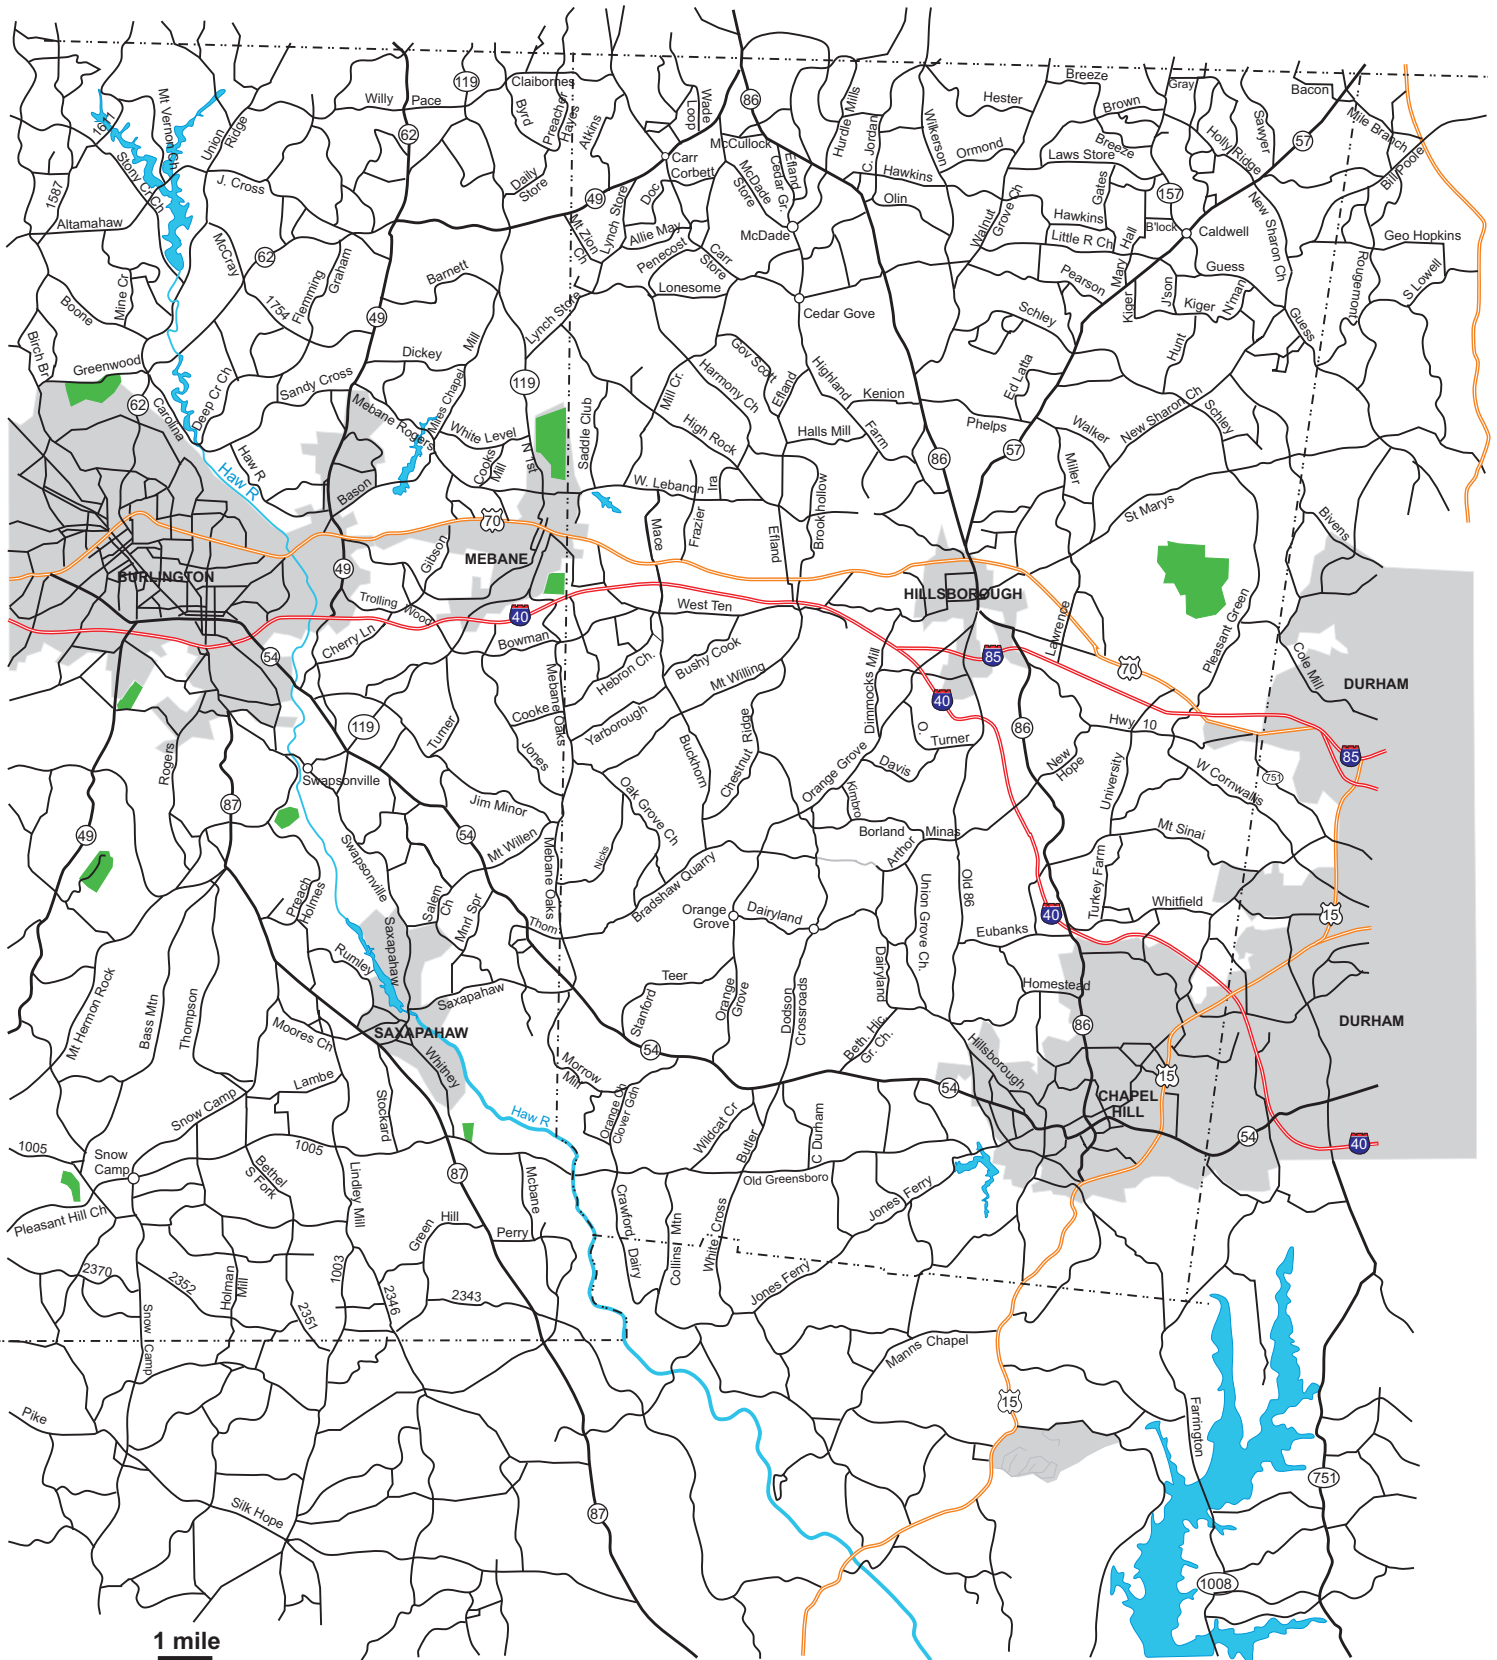 Claibornes
119
Breeze
Gray
Bacon
Willy Pace
Byrd
Preacher Hayes
Atkins
Wade Loop
86
Hurdle Mills
Hester
Brown
Mile Branch
1611
Mt Vernon Ch
Union Ridge
62
McCullock
C. Jordan
Wilkerson
Ormond
Breeze
Holly Ridge
Sawyer
57
Stony Cr Ch
Carr
Corbett
McDade Store
Efland Cedar Gr.
Laws Store
Bill Poole
1587
J. Cross
Daily Store
49
Doc
Hawkins
Olin
Gates
157
Altamahaw
Mt Zion Ch
Lynch Store
Allie May
McDade
Walnut Grove Ch
Hawkins
B'lock
Caldwell
New Sharon Ch
Geo Hopkins
McCray
62
Penecost
Carr Store
Little R Ch
Mary Hall
Rougemont
S Lowell
Mine Cr
1754
Flemming
Graham
Barnett
Lonesome
Pearson
Guess
Boone
Lynch Store
Cedar Gove
Schley
Kiger
J'son
Kiger
N'man
Guess
49
Birch Br
Greenwood
Dickey
Mill
Gov Scott
Hunt
Sandy Cross
119
Harmony Ch
Highland
Ed Latta
62
Carolina
Deep Cr Ch
Mebane Rogers
Miles Chapel
Saddle Club
Mill Cr.
Efland
Kenion
Phelps
Walker
New Sharon Ch
Schley
White Level
N 1st
High Rock
Halls Mill
Farm
Haw R
Haw R
Cooks Mill
86
57
Miller
Bason
W. Lebanon
Ira
Brookhollow
St Marys
Bivens
70
Mace
Frazier
Efland
Gibson
MEBANE
BURLINGTON
49
HILLSBOROUGH
Trolling Wood
40
West Ten
Lawrence
Pleasant Green
Cherry Ln
Bowman
54
Hebron Ch.
Bushy Cook
Dimmocks Mill
85
70
Cole Mill
DURHAM
Mt Willing
40
119
Turner
Cooke
Mebane Oaks
Yarborough
Chestnut Ridge
O. Turner
86
Hwy 10
Rogers
Jones
Buckhorn
Davis
New Hope
85
Swapsonville
Orange Grove
W Cornwallis
751
87
Jim Minor
Oak Grove Ch
Kimbro
University
49
54
Mt Willen
Borland
Minas
Mt Sinai
Swapsonville
Mebane Oaks
Nicks
Arthor
Preach Holmes
Salem Ch
Bradshaw Quarry
Old 86
Turkey Farm
Mnrt Spr
Orange Grove
Dairyland
Union Grove Ch.
40
Whitfield
15
Saxapahaw
Thom
Eubanks
Rumley
Teer
Dairyland
Mt Hermon Rock
Bass Mtn
Thompson
Saxapahaw
Stanford
Orange Grove
Dodson Crossroads
Homestead
Moores Ch
SAXAPAHAW
Beth. Hic. Gr. Ch.
86
DURHAM
Whitney
54
Hillsborough
Lambe
Morrow Mill
54
15
Snow Camp
Stockard
Haw R
Orange Ch
Clover Gdn
CHAPEL
HILL
Wildcat Cr
Butler
C Durham
54
40
1005
Snow Camp
1005
Bethel S Fork
Lindley Mill
87
Mcbane
Old Greensboro
Jones Ferry
Pleasant Hill Ch
Green Hill
Perry
Crawford Dairy
Collins Mtn
White Cross
2370
2352
Holman Mill
1003
Jones Ferry
2351
2346
2343
Snow Camp
Manns Chapel
15
Farrington
Pike
751
Silk Hope
87
1008
1 mile